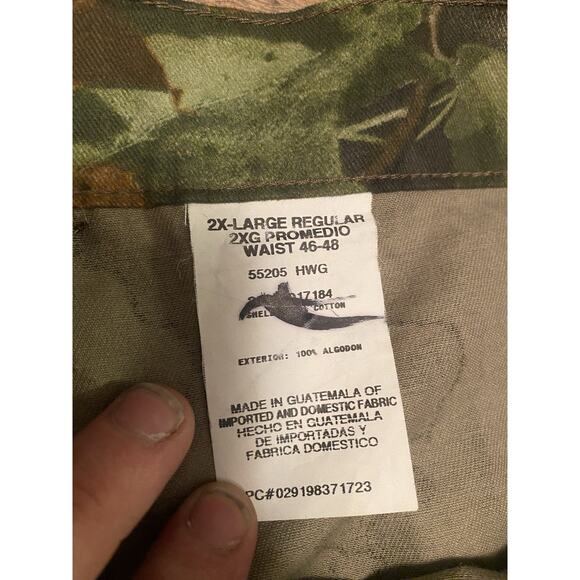 2X-LARGE REGULAR
2XG PROMEDIO
WAIST 46-48
55205 HWG
17184
COTTON
EXTERIOR: 100% ALGODON
MADE IN GUATEMALA OF
IMPORTED AND DOMESTIC FABRIC
HECHO EN GUATEMALA
DE IMPORTADAS Y
FABRICA DOMESTICO
PC#029198371723